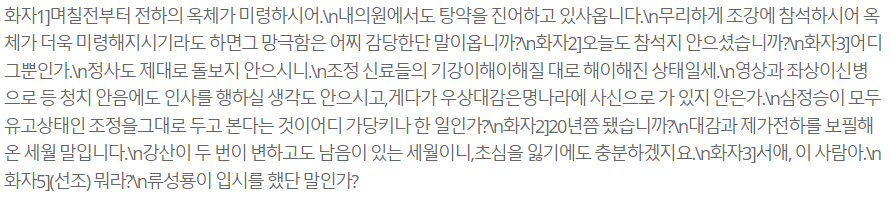 화자1]며칠전부터 전하의 옥체가 미령하시어.\n내의원에서도 탕약을 진어하고 있사옵니다.\n무리하게 조강에 참석하시어 옥
체가 더욱 미령해지시기라도 하면그 망극함은 어찌 감당한단 말이옵니까?\n화자2]오늘도 참석지 안으셨습니까?\n화자3]어디
그뿐인가.\n정사도 제대로 돌보지 안으시니.\n조정 신료들의 기강이해이해질 대로 해이해진 상태일세.\n영상과 좌상이신병
으로 등 청치 안음에도 인사를 행하실 생각도 안으시고,게다가 우상대감은명나라에 사신으로 가 있지 안은가.\n삼정승이 모두
유고상태인 조정을그대로 두고 본다는 것이어디 가당키나 한 일인가?\n화자2]20년쯤 됐습니까?\n대감과 제가전하를 보필해
온 세월 말입니다.\n강산이 두 번이 변하고도 남음이 있는 세월이니,초심을 잃기에도 충분하겠지요.\n화자3]서애, 이 사람아.\n
화자5](선조) 뭐라?\n류성룡이 입시를 했단 말인가?